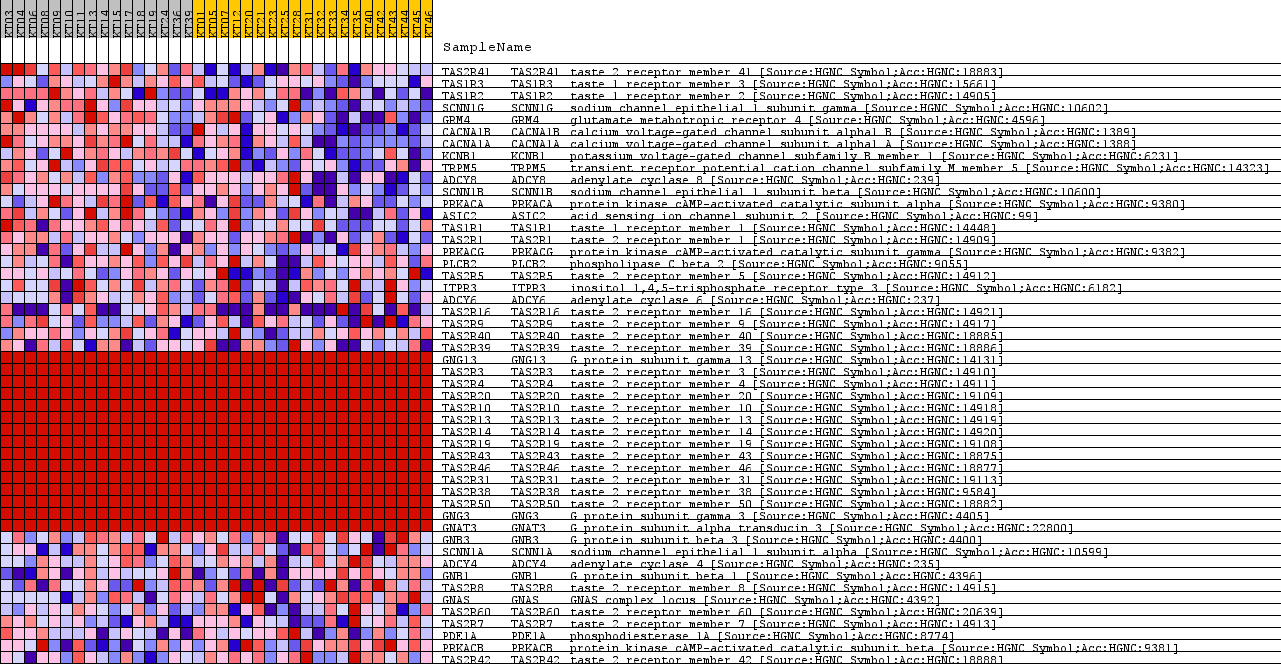 KT03 KT04 KT06 KT08 KT09 KT10 KT11 KT14 KT15 KT17 KT18 KT19 KT24 KT36 KT39 KT01 KT05 KT07 KT12 KT20 KT21 KT23 KT25 KT28 KT31 KT32 KT33 KT34 KT35 KT40 KT42 KT43 KT44 KT45 KT46
SampleName
TAS2R41 TAS2R41 taste 2 receptor member 41 [Source:HGNC Symbol;Acc:HGNC:18883]
TAS1R3 TAS1R3 taste 1 receptor member 3 [Source:HGNC Symbol;Acc:HGNC:15661]
TAS1R2 TAS1R2 taste 1 receptor member 2 [Source:HGNC Symbol;Acc:HGNC:14905]
SCNN1G SCNN1G sodium channel epithelial 1 subunit gamma [Source:HGNC Symbol;Acc:HGNC:10602]
GRM4 GRM4 glutamate metabotropic receptor 4 [Source:HGNC Symbol;Acc:HGNC:4596]
CACNA1B CACNA1B calcium voltage-gated channel subunit alpha1 B [Source:HGNC Symbol;Acc:HGNC:1389]
CACNA1A CACNA1A calcium voltage-gated channel subunit alpha1 A [Source:HGNC Symbol;Acc:HGNC:1388]
KCNB1 KCNB1 potassium voltage-gated channel subfamily B member 1 [Source:HGNC Symbol;Acc:HGNC:6231]
TRPM5 TRPM5 transient receptor potential cation channel subfamily M member 5 [Source:HGNC Symbol;Acc:HGNC:14323]
ADCY8 ADCY8 adenylate cyclase 8 [Source:HGNC Symbol;Acc:HGNC:239]
SCNN1B SCNN1B sodium channel epithelial 1 subunit beta [Source:HGNC Symbol;Acc:HGNC:10600]
PRKACA PRKACA protein kinase cAMP-activated catalytic subunit alpha [Source:HGNC Symbol;Acc:HGNC:9380]
ASIC2 ASIC2 acid sensing ion channel subunit 2 [Source:HGNC Symbol;Acc:HGNC:99]
TAS1R1 TAS1R1 taste 1 receptor member 1 [Source:HGNC Symbol;Acc:HGNC:14448]
TAS2R1 TAS2R1 taste 2 receptor member 1 [Source:HGNC Symbol;Acc:HGNC:14909]
PRKACG PRKACG protein kinase cAMP-activated catalytic subunit gamma [Source:HGNC Symbol;Acc:HGNC:9382]
PLCB2 PLCB2 phospholipase C beta 2 [Source:HGNC Symbol;Acc:HGNC:9055]
TAS2R5 TAS2R5 taste 2 receptor member 5 [Source:HGNC Symbol;Acc:HGNC:14912]
ITPR3 ITPR3 inositol 1,4,5-trisphosphate receptor type 3 [Source:HGNC Symbol;Acc:HGNC:6182]
ADCY6 ADCY6 adenylate cyclase 6 [Source:HGNC Symbol;Acc:HGNC:237]
TAS2R16 TAS2R16 taste 2 receptor member 16 [Source:HGNC Symbol;Acc:HGNC:14921]
TAS2R9 TAS2R9 taste 2 receptor member 9 [Source:HGNC Symbol;Acc:HGNC:14917]
TAS2R40 TAS2R40 taste 2 receptor member 40 [Source:HGNC Symbol;Acc:HGNC:18885]
TAS2R39 TAS2R39 taste 2 receptor member 39 [Source:HGNC Symbol;Acc:HGNC:18886]
GNG13 GNG13 G protein subunit gamma 13 [Source:HGNC Symbol;Acc:HGNC:14131]
TAS2R3 TAS2R3 taste 2 receptor member 3 [Source:HGNC Symbol;Acc:HGNC:14910]
TAS2R4 TAS2R4 taste 2 receptor member 4 [Source:HGNC Symbol;Acc:HGNC:14911]
TAS2R20 TAS2R20 taste 2 receptor member 20 [Source:HGNC Symbol;Acc:HGNC:19109]
TAS2R10 TAS2R10 taste 2 receptor member 10 [Source:HGNC Symbol;Acc:HGNC:14918]
TAS2R13 TAS2R13 taste 2 receptor member 13 [Source:HGNC Symbol;Acc:HGNC:14919]
TAS2R14 TAS2R14 taste 2 receptor member 14 [Source:HGNC Symbol;Acc:HGNC:14920]
TAS2R19 TAS2R19 taste 2 receptor member 19 [Source:HGNC Symbol;Acc:HGNC:19108]
TAS2R43 TAS2R43 taste 2 receptor member 43 [Source:HGNC Symbol;Acc:HGNC:18875]
TAS2R46 TAS2R46 taste 2 receptor member 46 [Source:HGNC Symbol;Acc:HGNC:18877]
TAS2R31 TAS2R31 taste 2 receptor member 31 [Source:HGNC Symbol;Acc:HGNC:19113]
TAS2R38 TAS2R38 taste 2 receptor member 38 [Source:HGNC Symbol;Acc:HGNC:9584]
TAS2R50 TAS2R50 taste 2 receptor member 50 [Source:HGNC Symbol;Acc:HGNC:18882]
GNG3 GNG3 G protein subunit gamma 3 [Source:HGNC Symbol;Acc:HGNC:4405]
GNAT3 GNAT3 G protein subunit alpha transducin 3 [Source:HGNC Symbol;Acc:HGNC:22800]
GNB3 GNB3 G protein subunit beta 3 [Source:HGNC Symbol;Acc:HGNC:4400]
SCNN1A SCNN1A sodium channel epithelial 1 subunit alpha [Source:HGNC Symbol;Acc:HGNC:10599]
ADCY4 ADCY4 adenylate cyclase 4 [Source:HGNC Symbol;Acc:HGNC:235]
GNB1 GNB1 G protein subunit beta 1 [Source:HGNC Symbol;Acc:HGNC:4396]
TAS2R8 TAS2R8 taste 2 receptor member 8 [Source:HGNC Symbol;Acc:HGNC:14915]
GNAS GNAS GNAS complex locus [Source:HGNC Symbol;Acc:HGNC:4392]
TAS2R60 TAS2R60 taste 2 receptor member 60 [Source:HGNC Symbol;Acc:HGNC:20639]
TAS2R7 TAS2R7 taste 2 receptor member 7 [Source:HGNC Symbol;Acc:HGNC:14913]
PDE1A PDE1A phosphodiesterase 1A [Source:HGNC Symbol;Acc:HGNC:8774]
PRKACB PRKACB protein kinase cAMP-activated catalytic subunit beta [Source:HGNC Symbol;Acc:HGNC:9381]
TAS2R42 TAS2R42 taste 2 receptor member 42 [Source:HGNC Symbol;Acc:HGNC:18888]